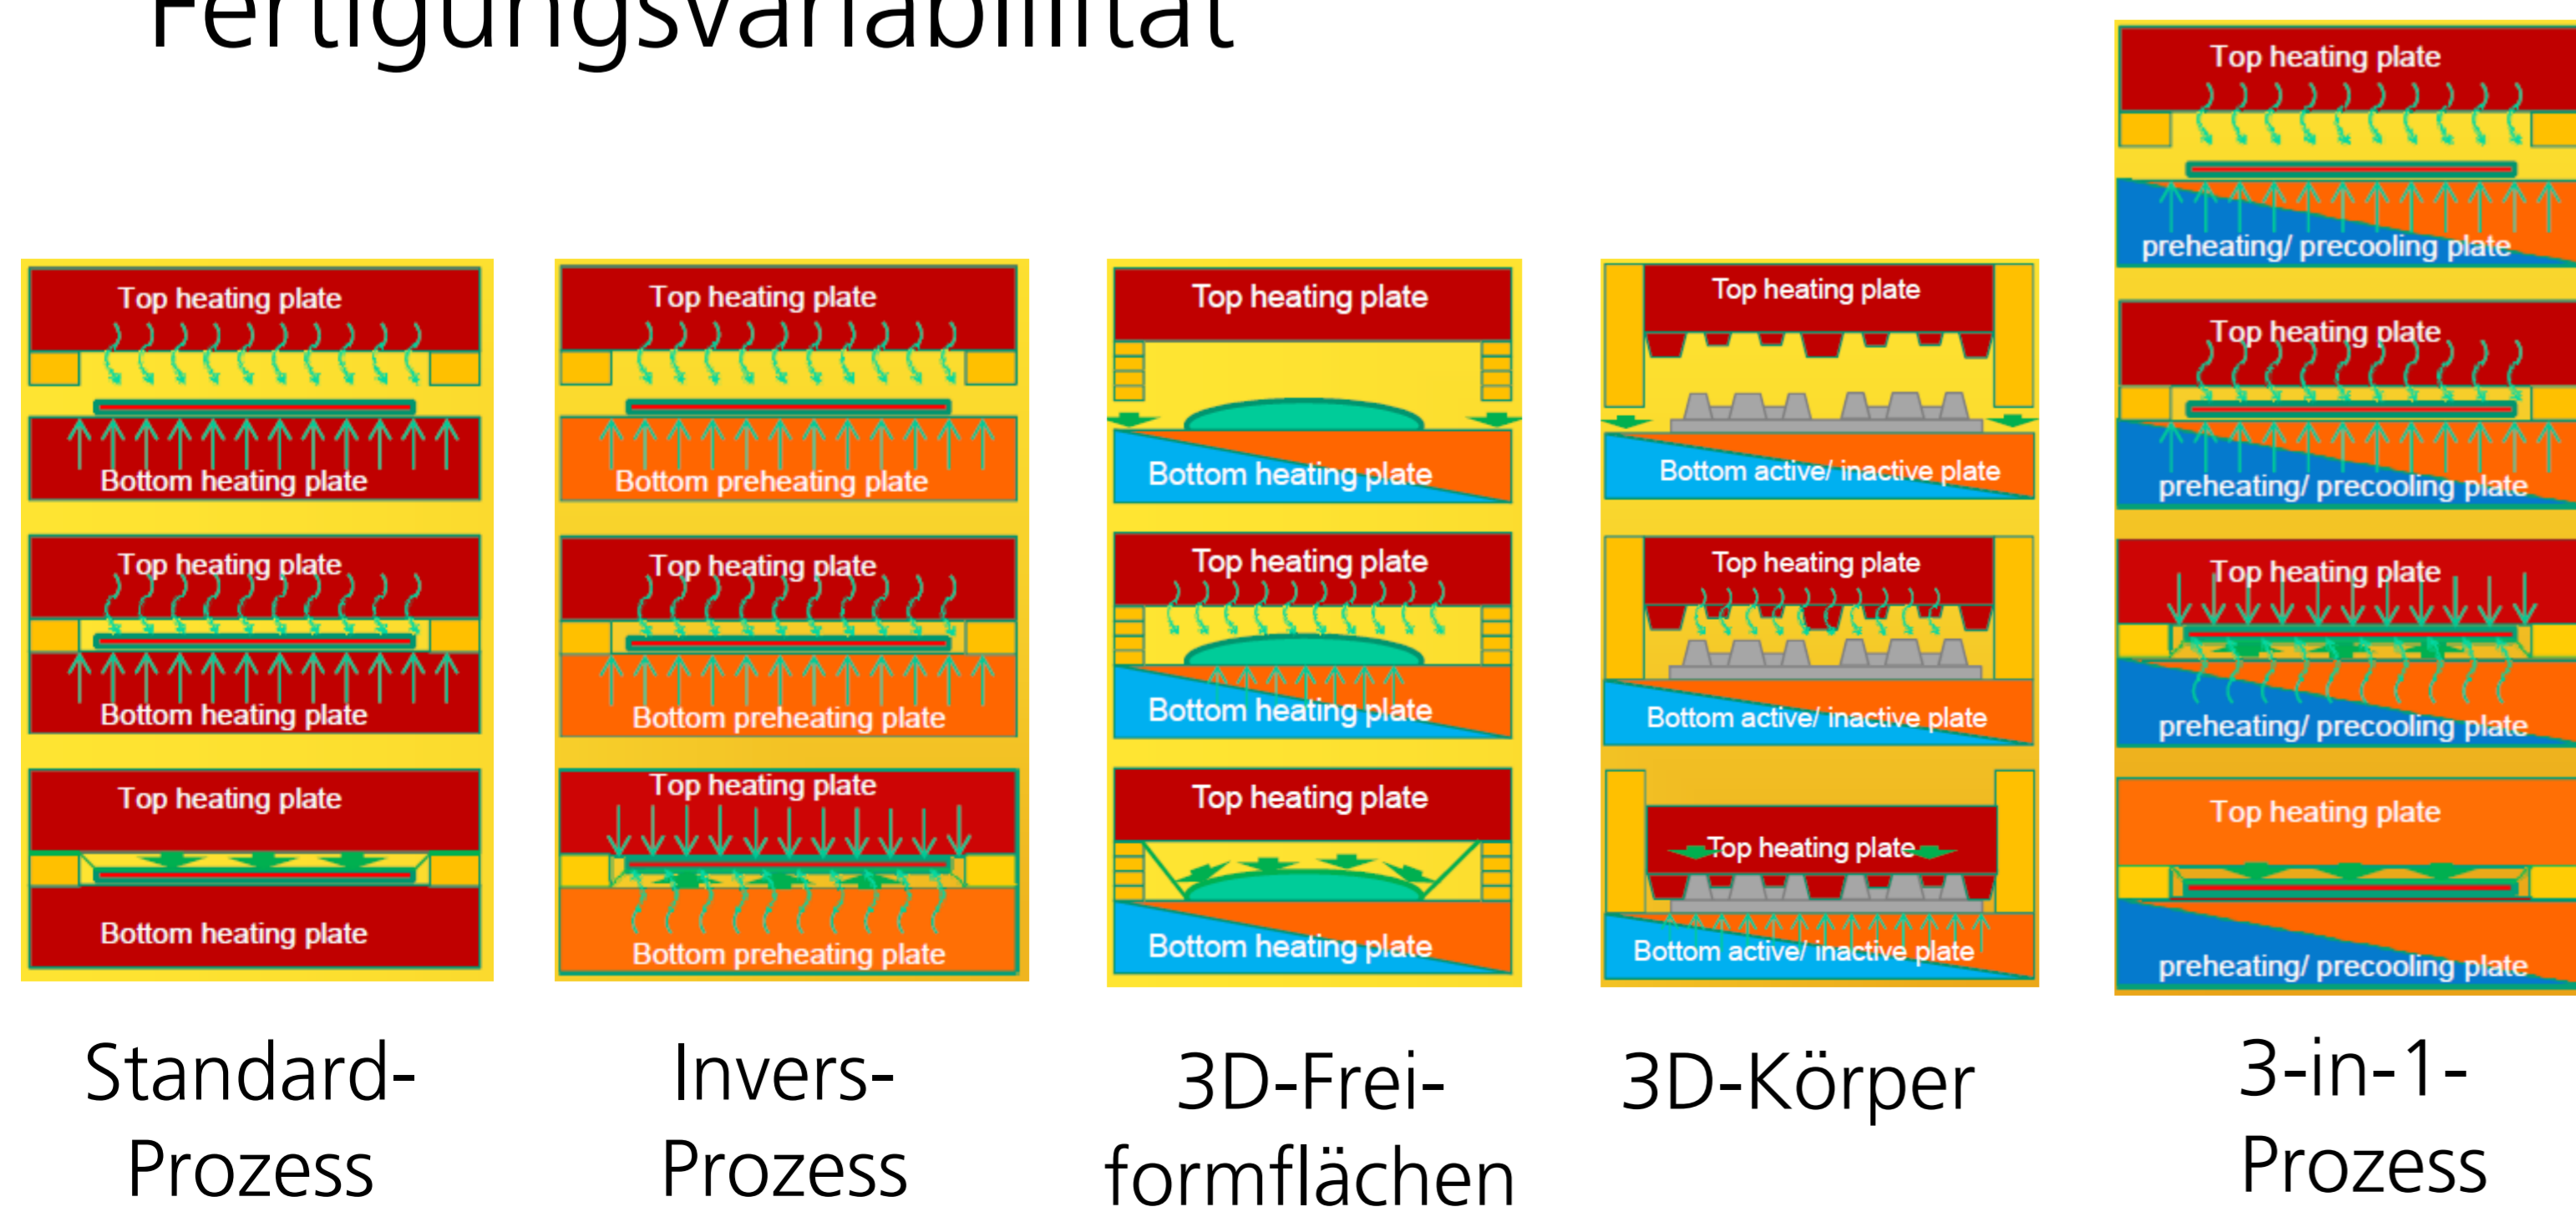 Fertigungsvariabilität
Top heating plate
Bottom heating plate
Top heating plate
Bottom heating plate
Top heating plate
Bottom heating plate
Standard-
Prozess
Top heating plate
Bottom preheating plate
Top heating plate
Bottom preheating plate
Top heating plate
Bottom preheating plate
Invers-
Prozess
Top heating plate
Bottom heating plate
Top heating plate
Bottom heating plate
Top heating plate
Bottom heating plate
3D-Frei-
formflächen
Top heating plate
Bottom active/ inactive plate
Top heating plate
Bottom active/ inactive plate
Top heating plate
Bottom active/ inactive plate
3D-Körper
Top heating plate
preheating/ precooling plate
Top heating plate
preheating/ precooling plate
Top heating plate
preheating/ precooling plate
Top heating plate
preheating/ precooling plate
3-in-1-
Prozess